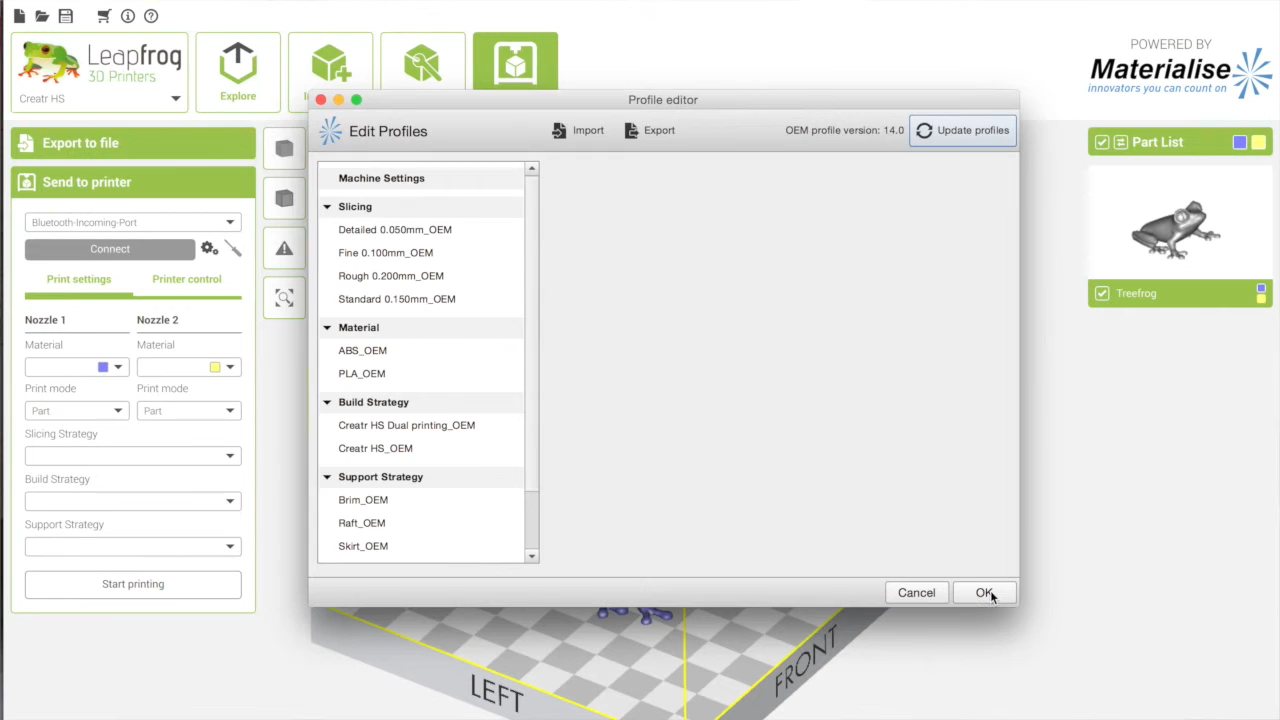 Leapfrog
3D Printers
Creatr HS
Explore
POWERED BY
Materialise
innovators you can count on
Export to file
Send to printer
Bluetooth-Incoming-Port
Connect
Print settings
Printer control
Nozzle 1
Nozzle 2
Material
Material
Print mode
Print mode
Part
Part
Slicing Strategy
Build Strategy
Support Strategy
Start printing
Profile editor
Edit Profiles
Import
Export
OEM profile version: 14.0
Update profiles
Machine Settings
Slicing
Detailed 0.050mm_OEM
Fine 0.100mm_OEM
Rough 0.200mm_OEM
Standard 0.150mm_OEM
Material
ABS_OEM
PLA_OEM
Build Strategy
Creatr HS Dual printing_OEM
Creatr HS_OEM
Support Strategy
Brim_OEM
Raft_OEM
Skirt_OEM
Cancel
OK
Part List
Treefrog
LEFT
FRONT